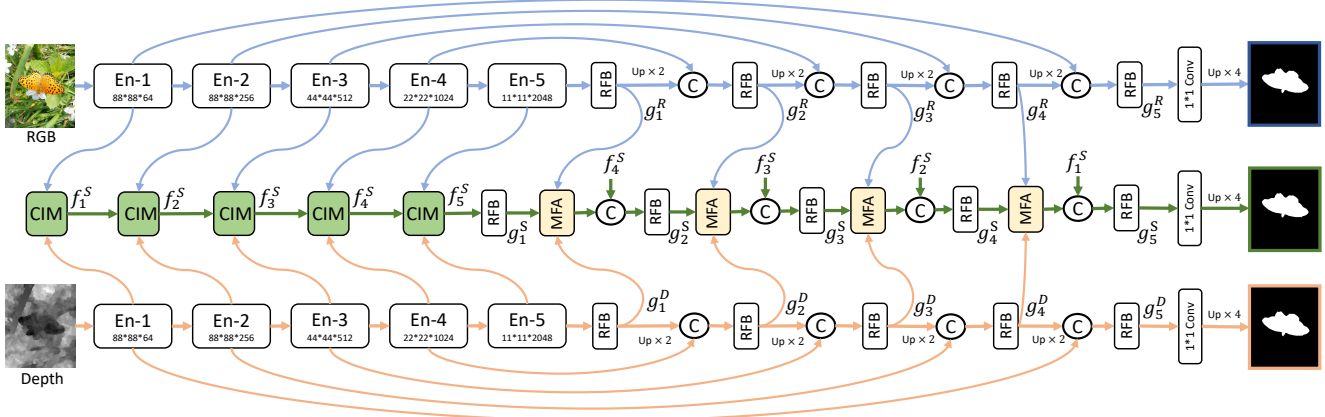 En-1
88*88*64
En-2
88*88*256
En-3
44*44*512
En-4
22*22*1024
En-5
11*11*2048
RFB
g₁ᴿ
Up × 2
C
RFB
g₂ᴿ
Up × 2
C
RFB
g₃ᴿ
Up × 2
C
RFB
g₄ᴿ
Up × 2
C
RFB
g₅ᴿ
1*1 Conv
Up × 4
RGB
CIM
f₁ˢ
CIM
f₂ˢ
CIM
f₃ˢ
CIM
f₄ˢ
CIM
f₅ˢ
RFB
g₁ˢ
MFA
f₄ˢ
C
RFB
g₂ˢ
MFA
f₃ˢ
C
RFB
g₃ˢ
MFA
f₂ˢ
C
RFB
g₄ˢ
MFA
f₁ˢ
C
RFB
g₅ˢ
1*1 Conv
Up × 4
En-1
88*88*64
En-2
88*88*256
En-3
44*44*512
En-4
22*22*1024
En-5
11*11*2048
RFB
g₁ᴰ
Up × 2
C
RFB
g₂ᴰ
Up × 2
C
RFB
g₃ᴰ
Up × 2
C
RFB
g₄ᴰ
Up × 2
C
RFB
g₅ᴰ
1*1 Conv
Up × 4
Depth